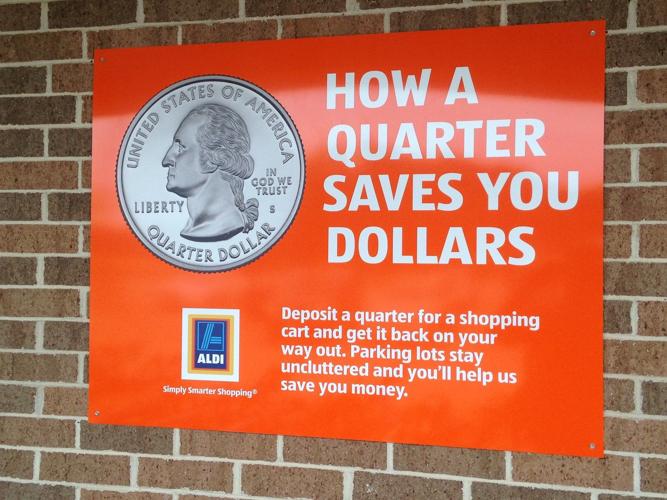 UNITED STATES OF AMERICA
IN
GOD WE
TRUST
LIBERTY
S
QUARTER DOLLAR
HOW A
QUARTER
SAVES YOU
DOLLARS
ALDI
Simply Smarter Shopping®
Deposit a quarter for a shopping
cart and get it back on your
way out. Parking lots stay
uncluttered and you'll help us
save you money.